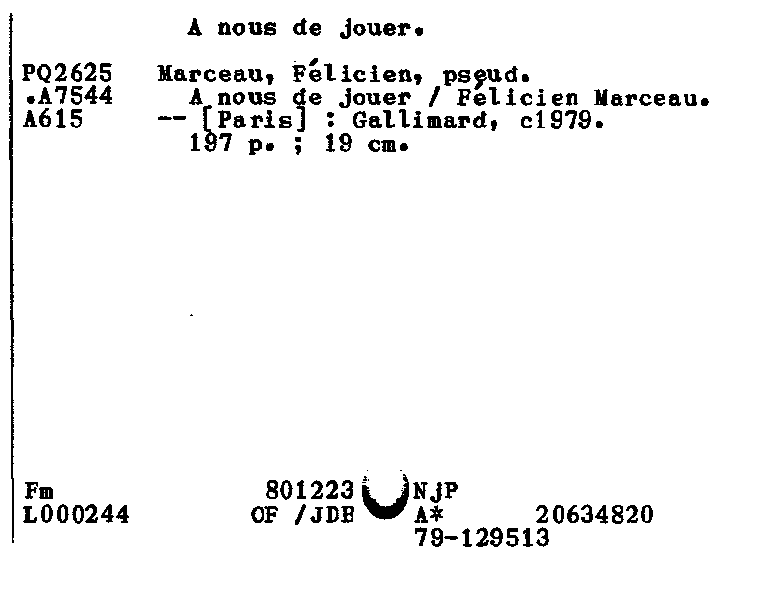 A nous de jouer.
PQ2625 Marceau, Félicien, pseud.
.A7544 A nous de jouer / Félicien Marceau.
A615 -- [Paris] : Gallimard, c1979.
197 p. ; 19 cm.
Fm 801223 NjP
L000244 OF /JDB A* 20634820
79-129513